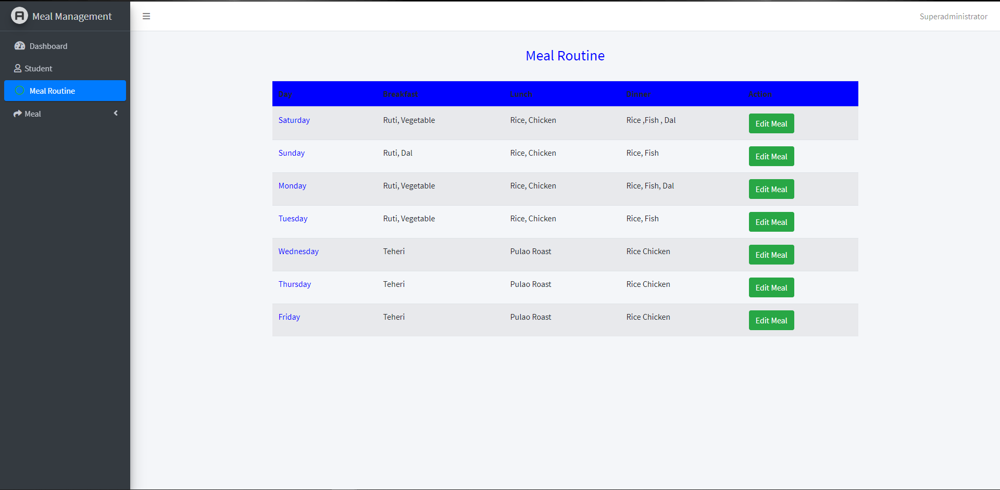 Meal Management
Superadministrator
Dashboard
Student
Meal Routine
Meal
Meal Routine
Day Breakfast Lunch Dinner Action
Saturday Ruti, Vegetable Rice, Chicken Rice ,Fish , Dal Edit Meal
Sunday Ruti, Dal Rice, Chicken Rice, Fish Edit Meal
Monday Ruti, Vegetable Rice, Chicken Rice, Fish, Dal Edit Meal
Tuesday Ruti, Vegetable Rice, Chicken Rice, Fish Edit Meal
Wednesday Teheri Pulao Roast Rice Chicken Edit Meal
Thursday Teheri Pulao Roast Rice Chicken Edit Meal
Friday Teheri Pulao Roast Rice Chicken Edit Meal